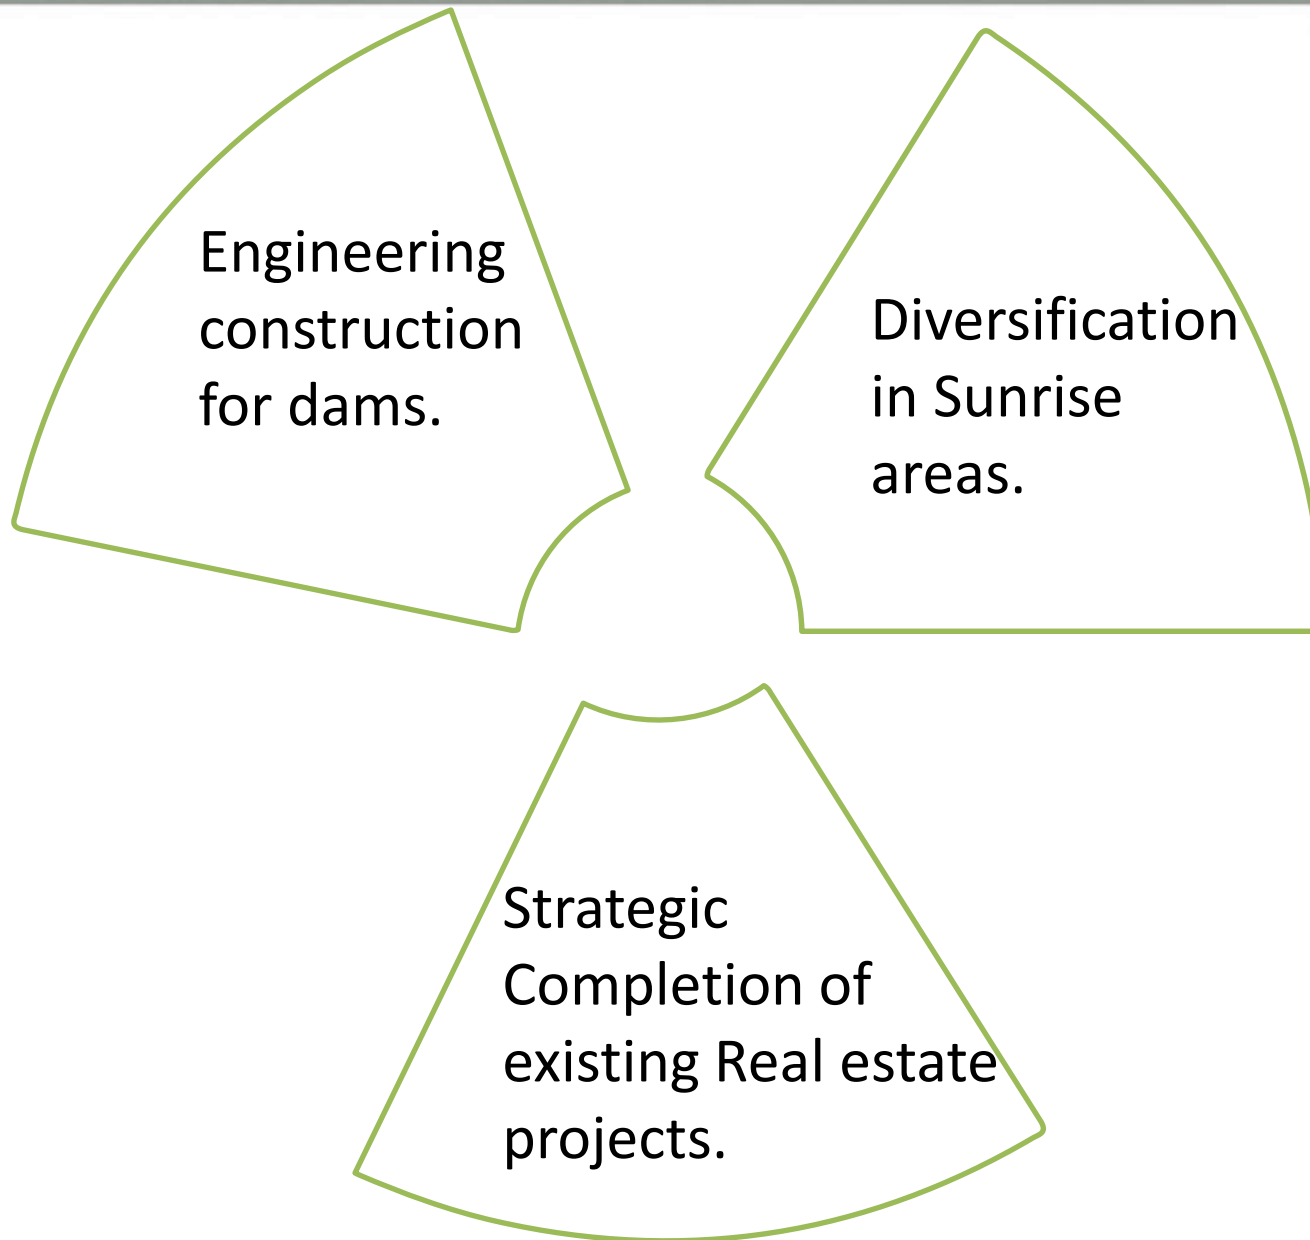 Engineering
construction
for dams.
Diversification
in Sunrise
areas.
Strategic
Completion of
existing Real estate
projects.